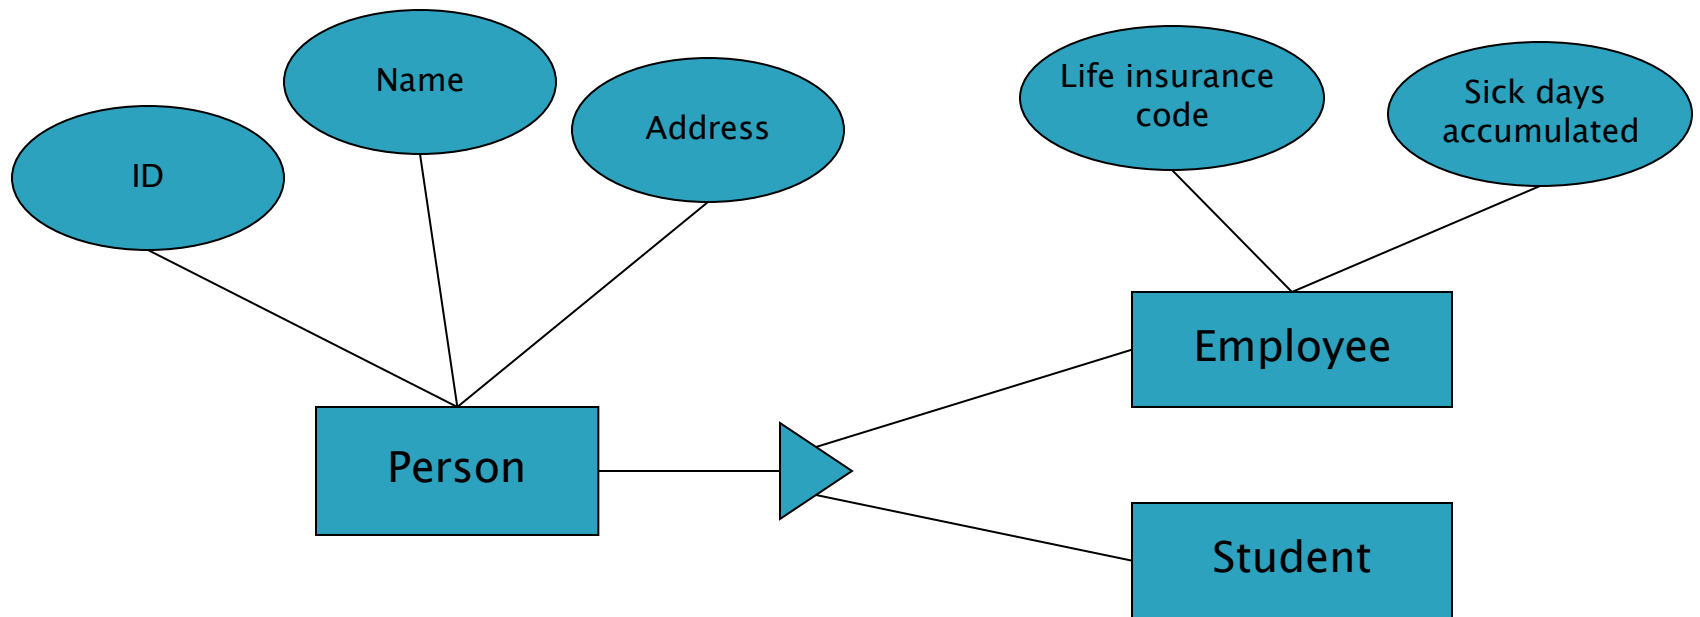 ID
Name
Address
Life insurance
code
Sick days
accumulated
Person
Employee
Student